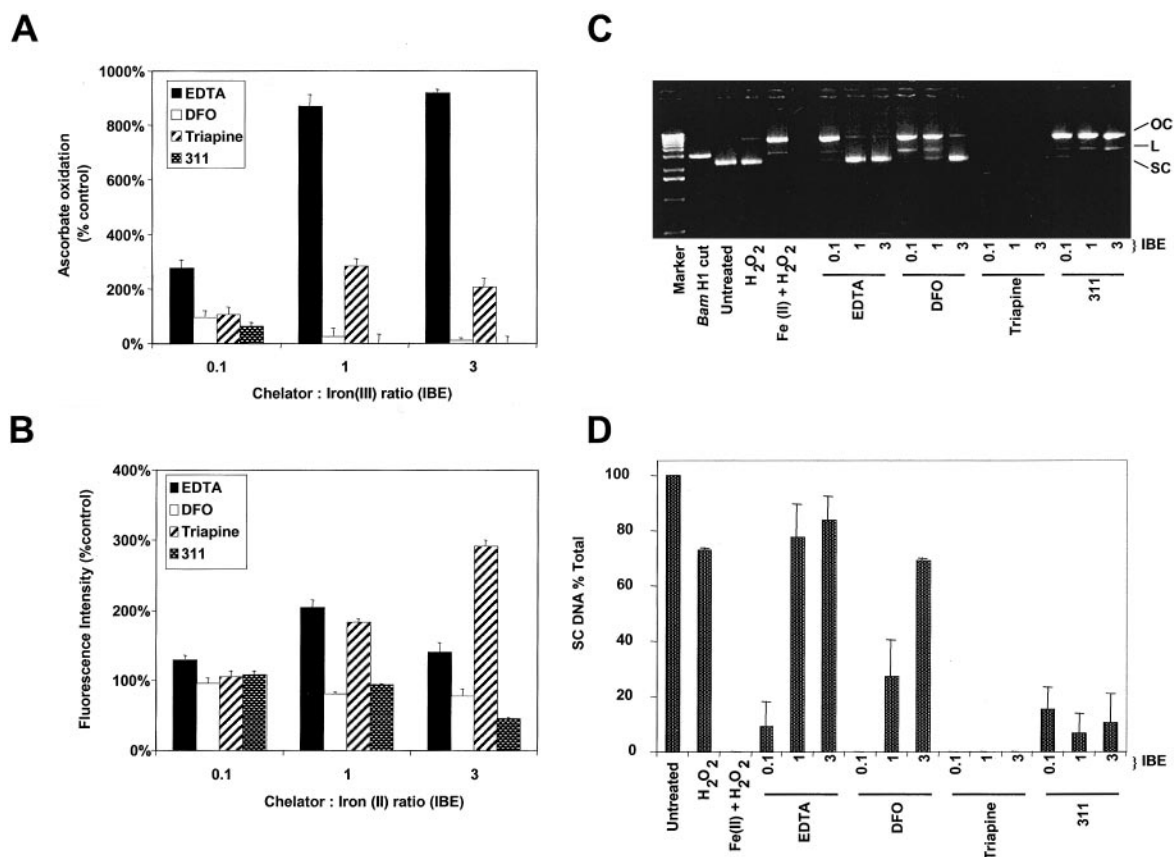 A
1000%
800%
600%
400%
200%
0%
Ascorbate oxidation
(% control)
EDTA
DFO
Triapine
311
0.1 1 3
Chelator : Iron(III) ratio (IBE)
B
400%
300%
200%
100%
0%
Fluorescence Intensity (%control)
EDTA
DFO
Triapine
311
0.1 1 3
Chelator : Iron (II) ratio (IBE)
C
OC
L
SC
Marker
Bam H1 cut
Untreated
H2O2
Fe (II) + H2O2
0.1 1 3 0.1 1 3 0.1 1 3 0.1 1 3 } IBE
EDTA DFO Triapine 311
D
100
80
60
40
20
0
SC DNA % Total
Untreated
H2O2
Fe(II) + H2O2
0.1 1 3 0.1 1 3 0.1 1 3 0.1 1 3 } IBE
EDTA DFO Triapine 311